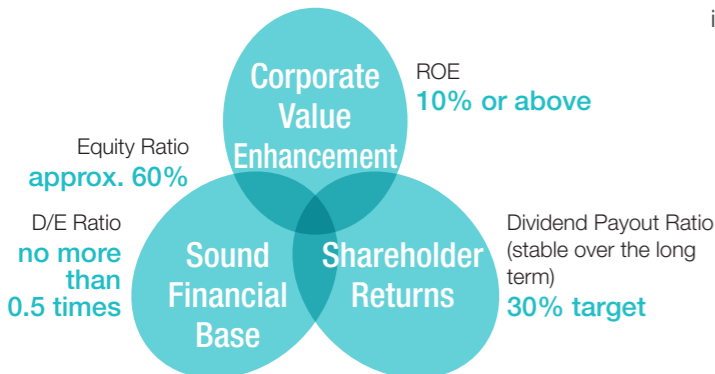 i
Corporate
Value
Enhancement
ROE
10% or above
Equity Ratio
approx. 60%
D/E Ratio
no more
than
0.5 times
Sound
Financial
Base
Shareholder
Returns
Dividend Payout Ratio
(stable over the long
term)
30% target